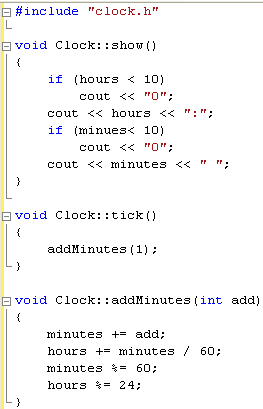 #include "clock.h"
void Clock::show()
{
    if (hours < 10)
        cout << "0";
    cout << hours << ":";
    if (minues< 10)
        cout << "0";
    cout << minutes << " ";
}
void Clock::tick()
{
    addMinutes(1);
}
void Clock::addMinutes(int add)
{
    minutes += add;
    hours += minutes / 60;
    minutes %= 60;
    hours %= 24;
}